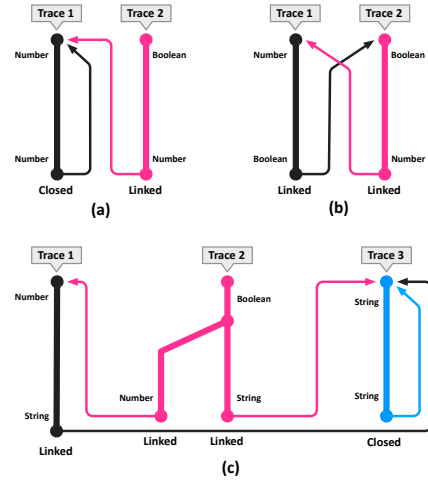 Trace 1
Trace 2
Number
Boolean
Number
Number
Closed
Linked
(a)
Trace 1
Trace 2
Number
Boolean
Boolean
Number
Linked
Linked
(b)
Trace 1
Trace 2
Trace 3
Number
Boolean
String
Number
String
String
String
Linked
Linked
Closed
Linked
(c)